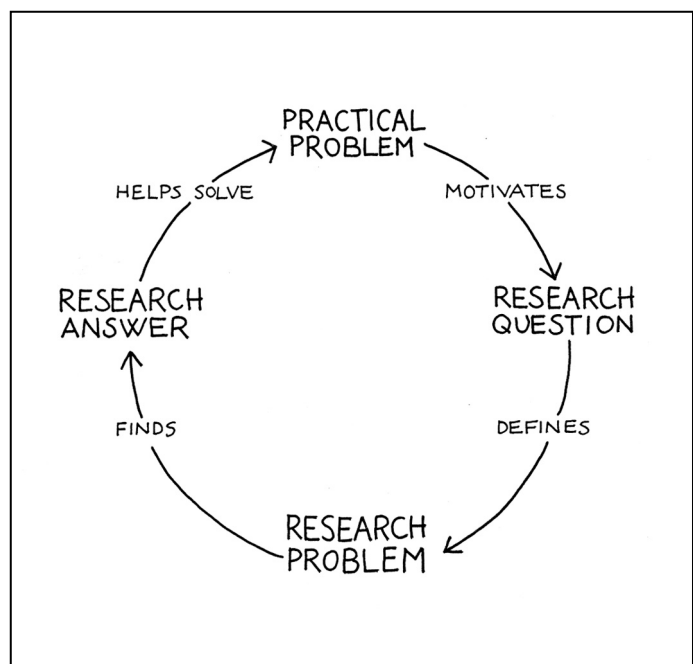 PRACTICAL
PROBLEM
MOTIVATES
RESEARCH
QUESTION
DEFINES
RESEARCH
PROBLEM
FINDS
RESEARCH
ANSWER
HELPS SOLVE